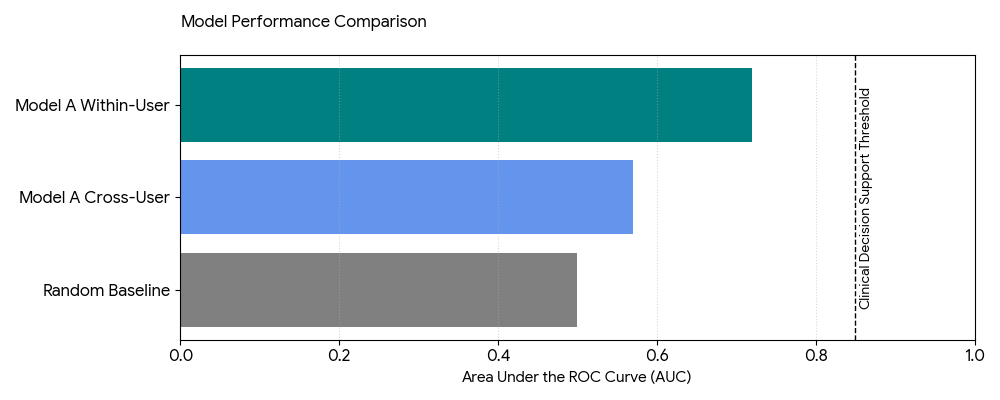 Model Performance Comparison
Model A Within-User
Model A Cross-User
Random Baseline
Clinical Decision Support Threshold
0.0 0.2 0.4 0.6 0.8 1.0
Area Under the ROC Curve (AUC)